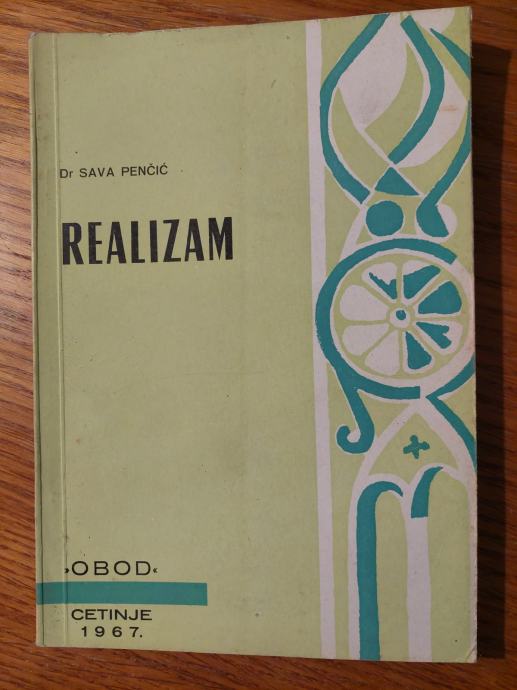 Dr SAVA PENČIĆ
REALIZAM
›OBOD‹
CETINJE
1967.